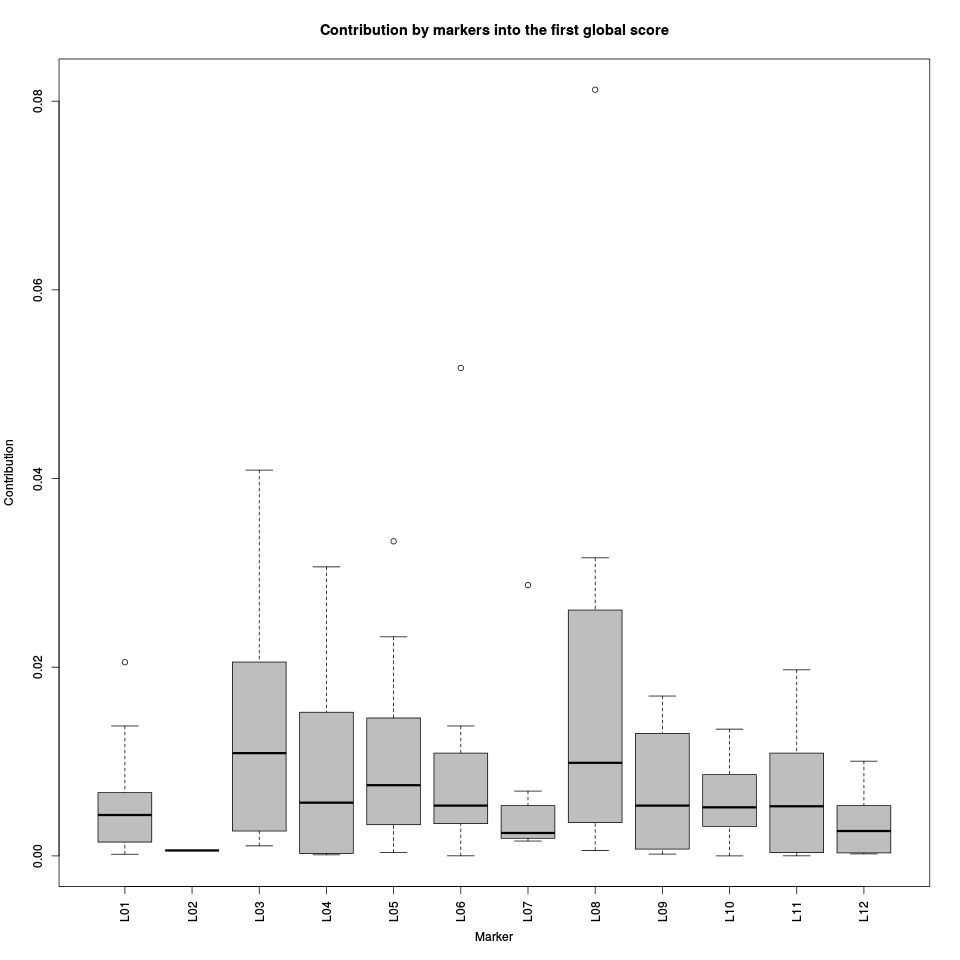 Contribution by markers into the first global score
Contribution
0.08
0.06
0.04
0.02
0.00
L01 L02 L03 L04 L05 L06 L07 L08 L09 L10 L11 L12
Marker